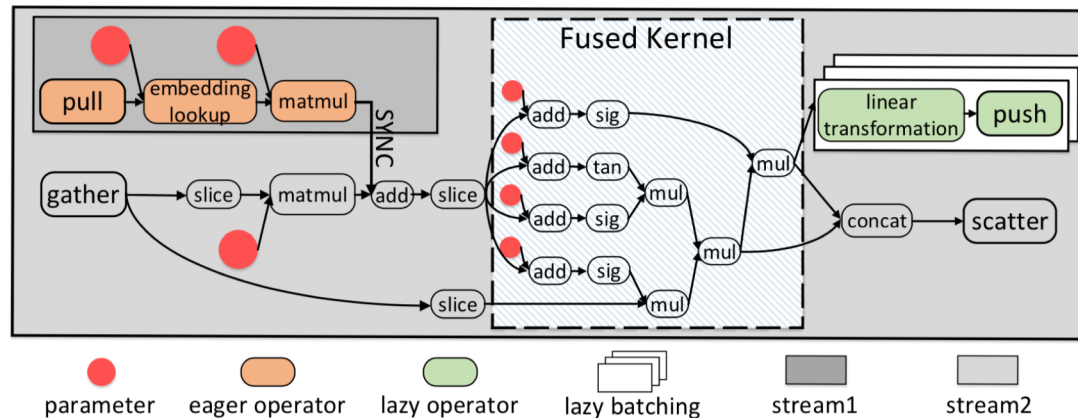 Fused Kernel
pull
embedding
lookup
matmul
SYNC
linear
transformation
push
gather
slice
matmul
add
slice
add
sig
add
tan
add
sig
add
sig
mul
mul
mul
mul
concat
scatter
slice
parameter
eager operator
lazy operator
lazy batching
stream1
stream2